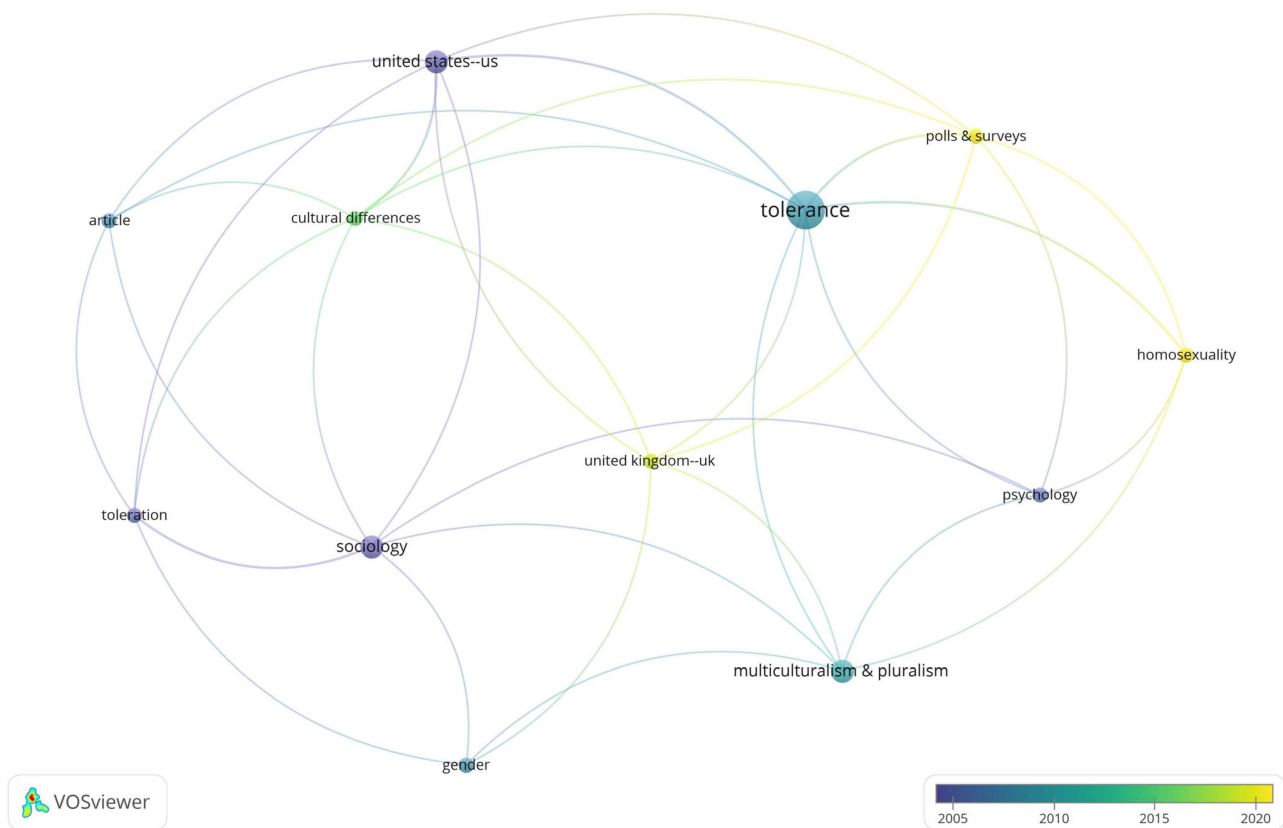 united states--us
polls & surveys
tolerance
article
cultural differences
homosexuality
united kingdom--uk
psychology
toleration
sociology
multiculturalism & pluralism
gender
VOSviewer
2005
2010
2015
2020